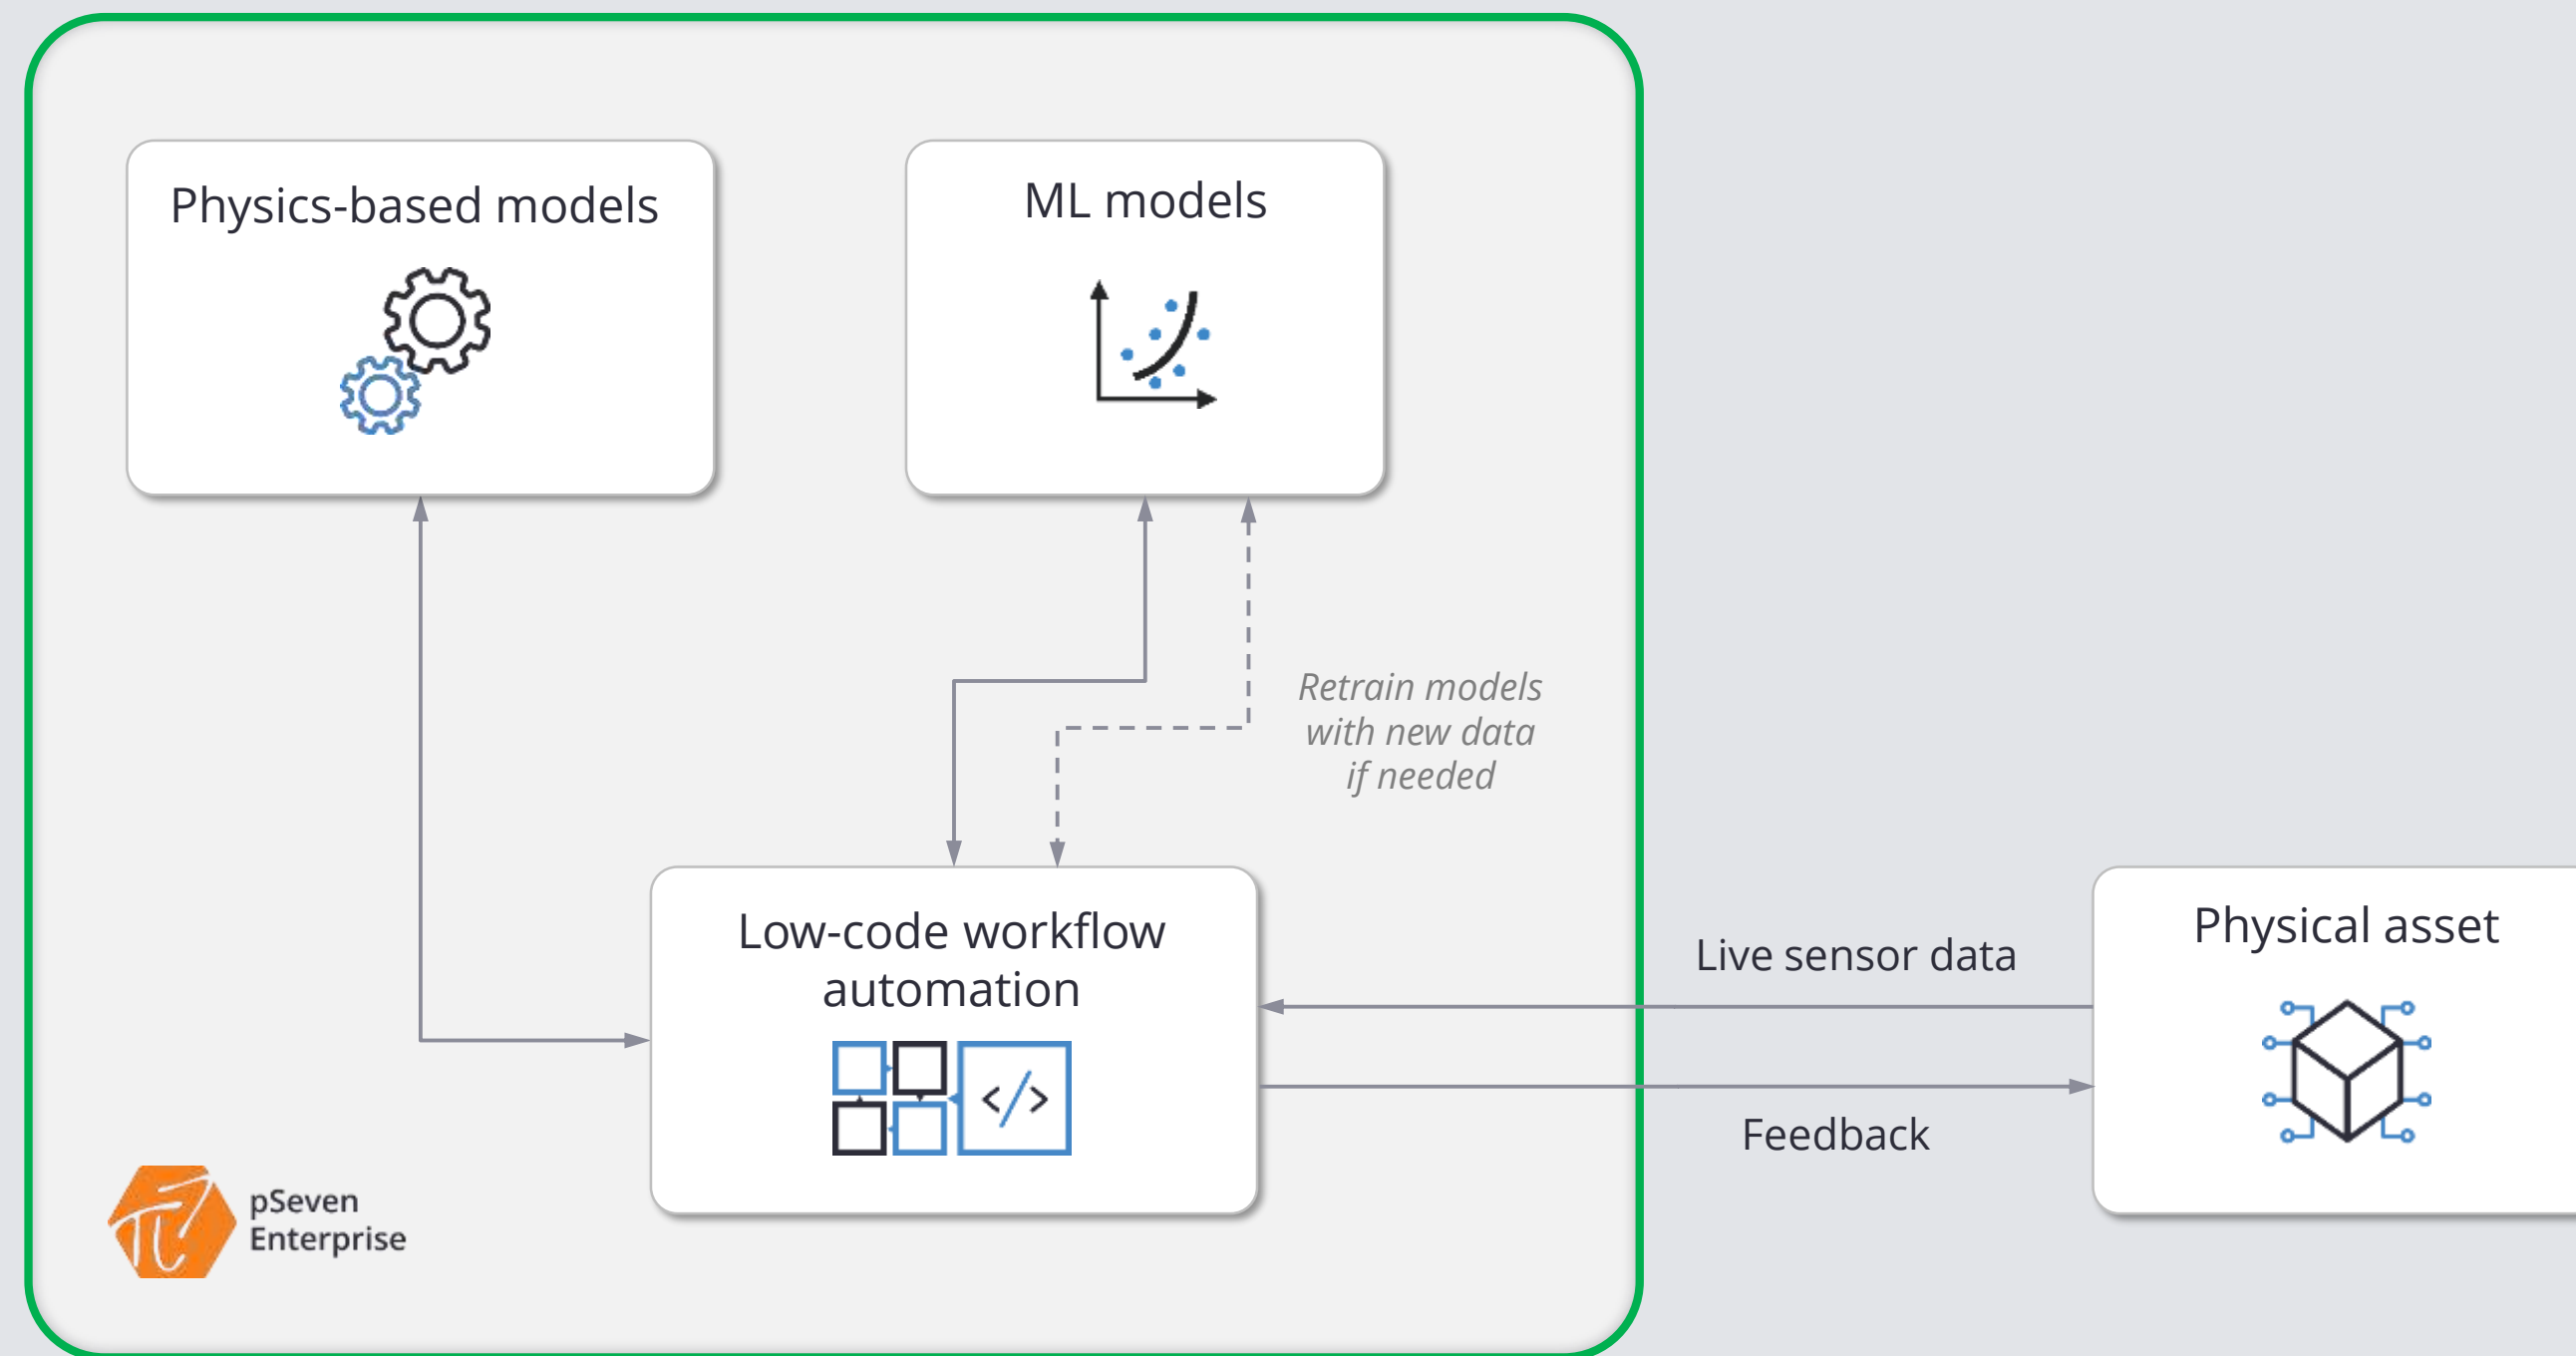 Physics-based models
ML models
Retrain models
with new data
if needed
Low-code workflow
automation
</>
Live sensor data
Feedback
Physical asset
pSeven
Enterprise